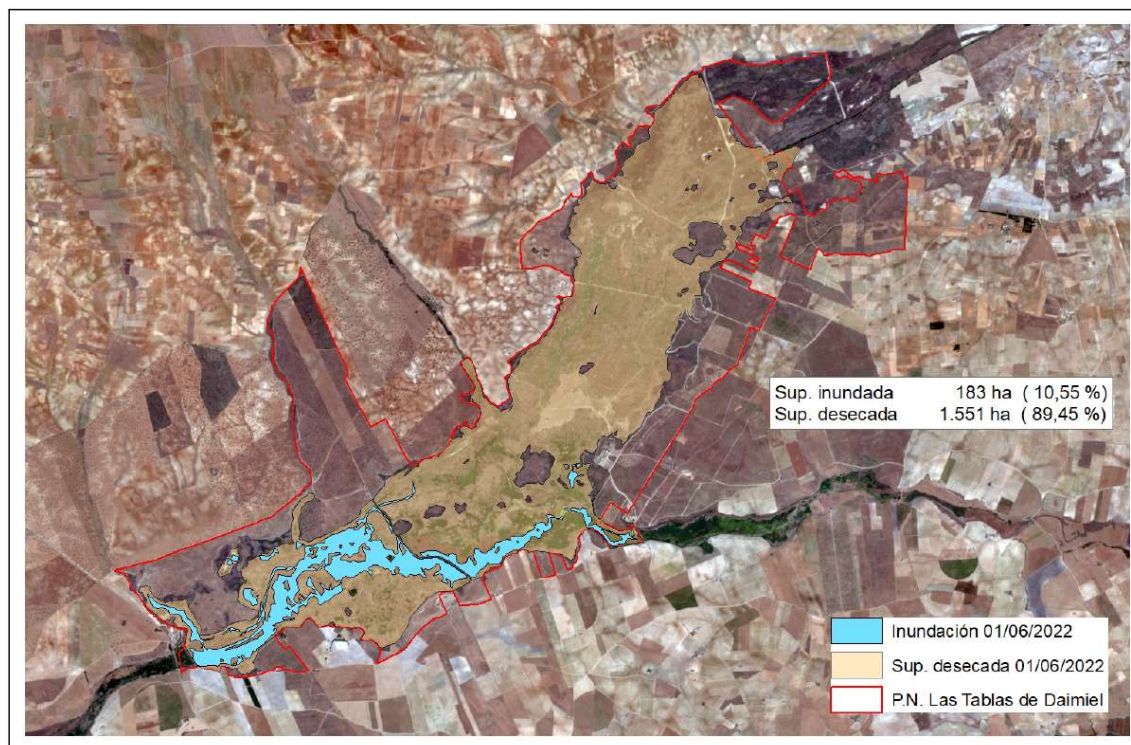 Sup. inundada 183 ha ( 10,55 %)
Sup. desecada 1.551 ha ( 89,45 %)
Inundación 01/06/2022
Sup. desecada 01/06/2022
P.N. Las Tablas de Daimiel